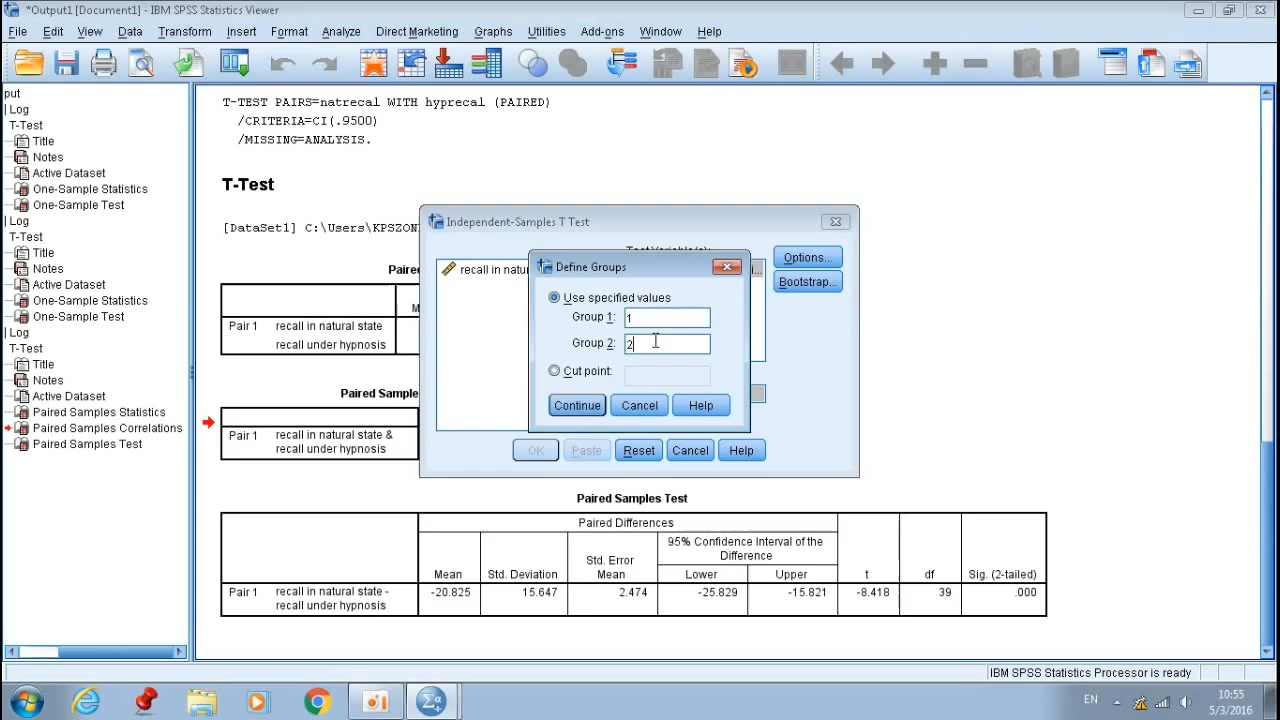 *Output1 [Document1] - IBM SPSS Statistics Viewer
File Edit View Data Transform Insert Format Analyze Direct Marketing Graphs Utilities Add-ons Window Help
put
Log
T-Test
Title
Notes
Active Dataset
One-Sample Statistics
One-Sample Test
Log
T-Test
Title
Notes
Active Dataset
One-Sample Statistics
One-Sample Test
Log
T-Test
Title
Notes
Active Dataset
Paired Samples Statistics
Paired Samples Correlations
Paired Samples Test
T-TEST PAIRS=natrecal WITH hyprecal (PAIRED)
/CRITERIA=CI(.9500)
/MISSING=ANALYSIS.
T-Test
[DataSet1] C:\Users\KPSZON
Paired
M
Pair 1 recall in natural state
recall under hypnosis
Paired Sample
Pair 1 recall in natural state &
recall under hypnosis
Independent-Samples T Test
recall in natu
Options...
Bootstrap...
Define Groups
Use specified values
Group 1: 1
Group 2: 2
Cut point:
Continue Cancel Help
OK Paste Reset Cancel Help
Paired Samples Test
Paired Differences
95% Confidence Interval of the
Difference
Std. Error
Mean
Mean Std. Deviation Lower Upper t df Sig. (2-tailed)
Pair 1 recall in natural state - -20.825 15.647 2.474 -25.829 -15.821 -8.418 39 .000
recall under hypnosis
IBM SPSS Statistics Processor is ready
EN
10:55
5/3/2016